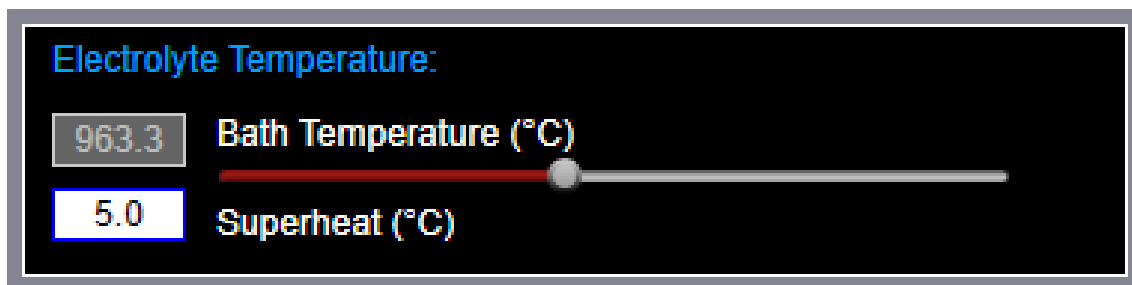 Electrolyte Temperature:
963.3 Bath Temperature (°C)
5.0 Superheat (°C)